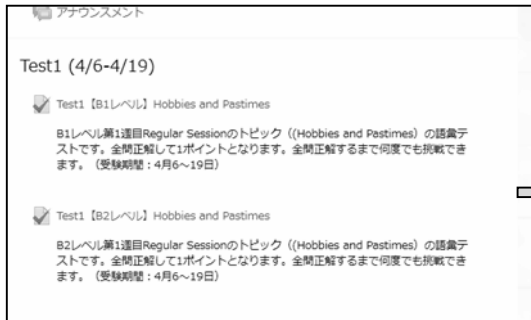 アナウンスメント
Test1 (4/6-4/19)
Test1【B1レベル】Hobbies and Pastimes
B1レベル第1週目Regular Sessionのトピック（(Hobbies and Pastimes）の語彙テ
ストです。全問正解して1ポイントとなります。全問正解するまで何度でも挑戦でき
ます。（受験期間：4月6～19日）
Test1【B2レベル】Hobbies and Pastimes
B2レベル第1週目Regular Sessionのトピック（(Hobbies and Pastimes）の語彙テ
ストです。全問正解して1ポイントとなります。全問正解するまで何度でも挑戦でき
ます。（受験期間：4月6～19日）